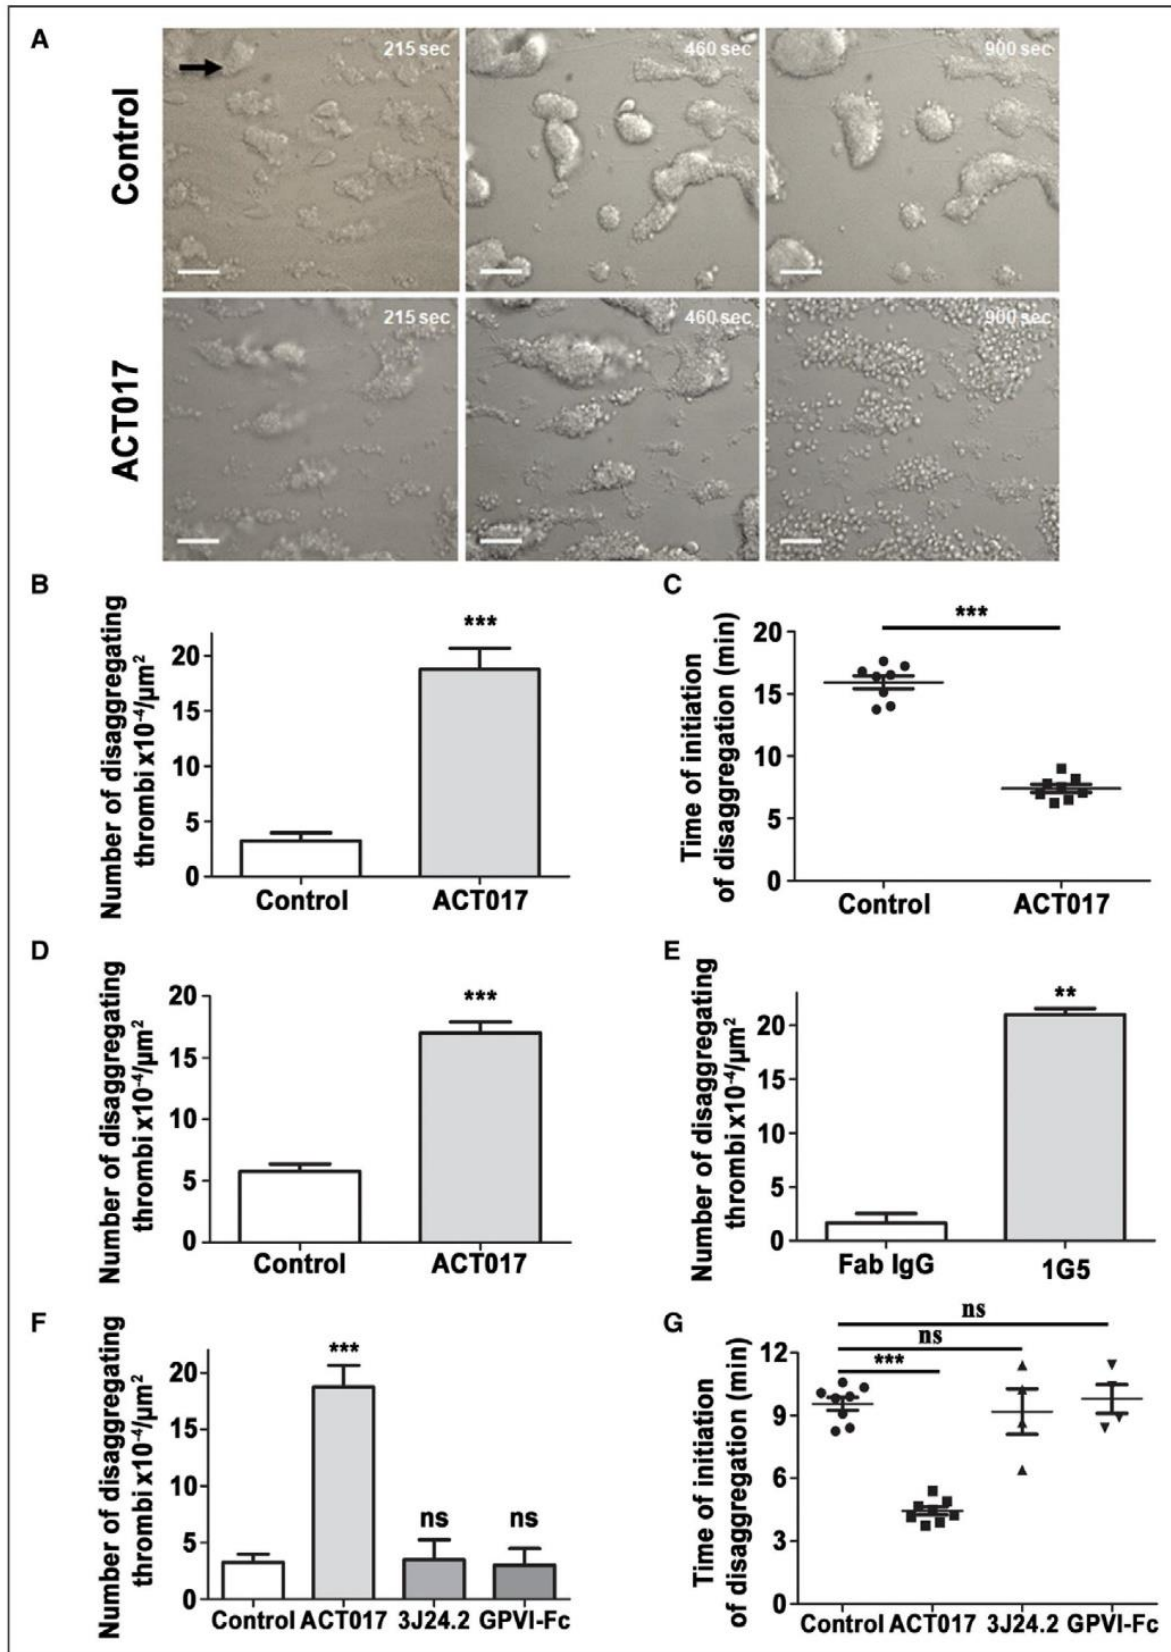 A
Control
215 sec
460 sec
900 sec
ACT017
215 sec
460 sec
900 sec
B
Number of disaggregating
thrombi x10⁻⁴/µm²
20
15
10
5
0
***
Control
ACT017
C
Time of initiation
of disaggregation (min)
20
15
10
5
0
***
Control
ACT017
D
Number of disaggregating
thrombi x10⁻⁴/µm²
20
15
10
5
0
***
Control
ACT017
E
Number of disaggregating
thrombi x10⁻⁴/µm²
20
15
10
5
0
**
Fab IgG
1G5
F
Number of disaggregating
thrombi x10⁻⁴/µm²
20
15
10
5
0
***
ns
ns
Control
ACT017
3J24.2
GPVI-Fc
G
Time of initiation
of disaggregation (min)
12
9
6
3
0
ns
ns
***
Control
ACT017
3J24.2
GPVI-Fc